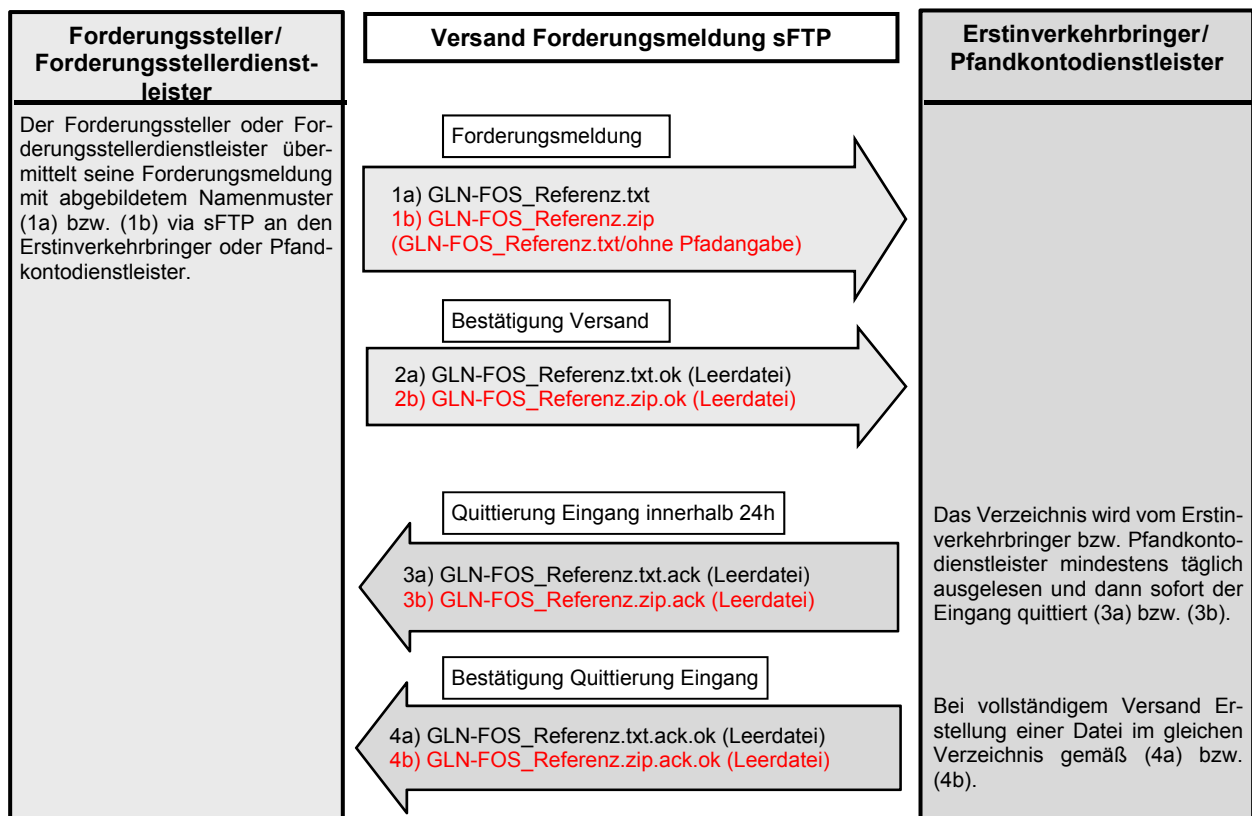 Forderungssteller/
Forderungsstellerdienst-
leister
Der Forderungssteller oder For-
derungsstellerdienstleister über-
mittelt seine Forderungsmeldung
mit abgebildetem Namenmuster
(1a) bzw. (1b) via sFTP an den
Erstinverkehrbringer oder Pfand-
kontodienstleister.
Versand Forderungsmeldung sFTP
Forderungsmeldung
1a) GLN-FOS_Referenz.txt
1b) GLN-FOS_Referenz.zip
(GLN-FOS_Referenz.txt/ohne Pfadangabe)
Bestätigung Versand
2a) GLN-FOS_Referenz.txt.ok (Leerdatei)
2b) GLN-FOS_Referenz.zip.ok (Leerdatei)
Quittierung Eingang innerhalb 24h
3a) GLN-FOS_Referenz.txt.ack (Leerdatei)
3b) GLN-FOS_Referenz.zip.ack (Leerdatei)
Bestätigung Quittierung Eingang
4a) GLN-FOS_Referenz.txt.ack.ok (Leerdatei)
4b) GLN-FOS_Referenz.zip.ack.ok (Leerdatei)
Erstinverkehrbringer/
Pfandkontodienstleister
Das Verzeichnis wird vom Erstin-
verkehrbringer bzw. Pfandkonto-
dienstleister mindestens täglich
ausgelesen und dann sofort der
Eingang quittiert (3a) bzw. (3b).
Bei vollständigem Versand Er-
stellung einer Datei im gleichen
Verzeichnis gemäß (4a) bzw.
(4b).